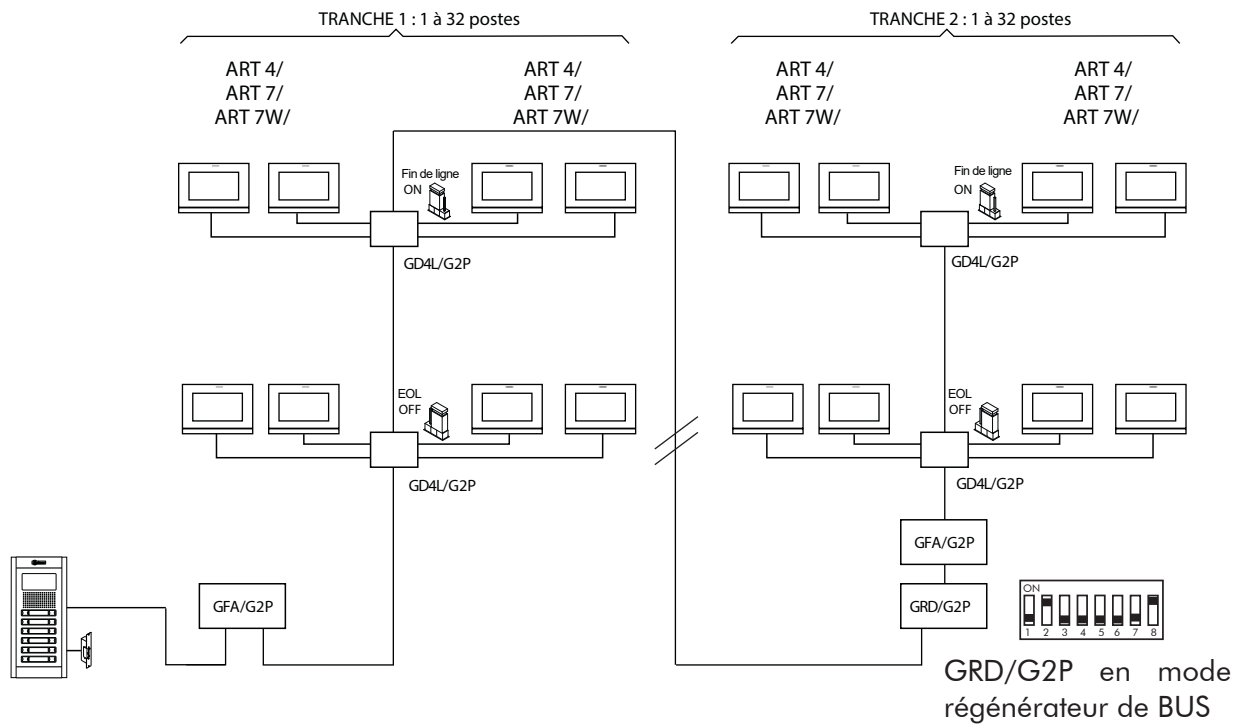 TRANCHE 1 : 1 à 32 postes
TRANCHE 2 : 1 à 32 postes
ART 4/
ART 7/
ART 7W/
ART 4/
ART 7/
ART 7W/
ART 4/
ART 7/
ART 7W/
ART 4/
ART 7/
ART 7W/
Fin de ligne
ON
Fin de ligne
ON
GD4L/G2P
GD4L/G2P
EOL
OFF
EOL
OFF
GD4L/G2P
GD4L/G2P
GFA/G2P
GFA/G2P
GRD/G2P
ON
1 2 3 4 5 6 7 8
GRD/G2P en mode
régénérateur de BUS